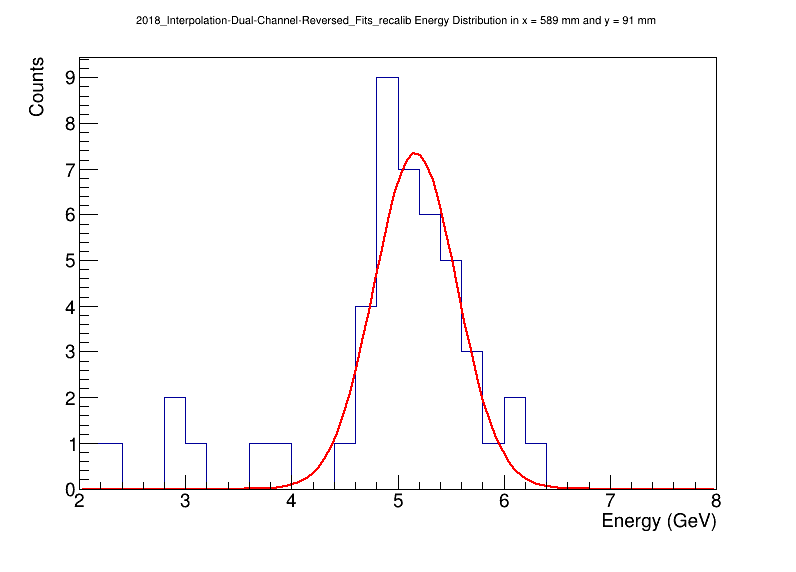 2018_Interpolation-Dual-Channel-Reversed_Fits_recalib Energy Distribution in x = 589 mm and y = 91 mm
Counts
9
8
7
6
5
4
3
2
1
0
2 3 4 5 6 7 8
Energy (GeV)